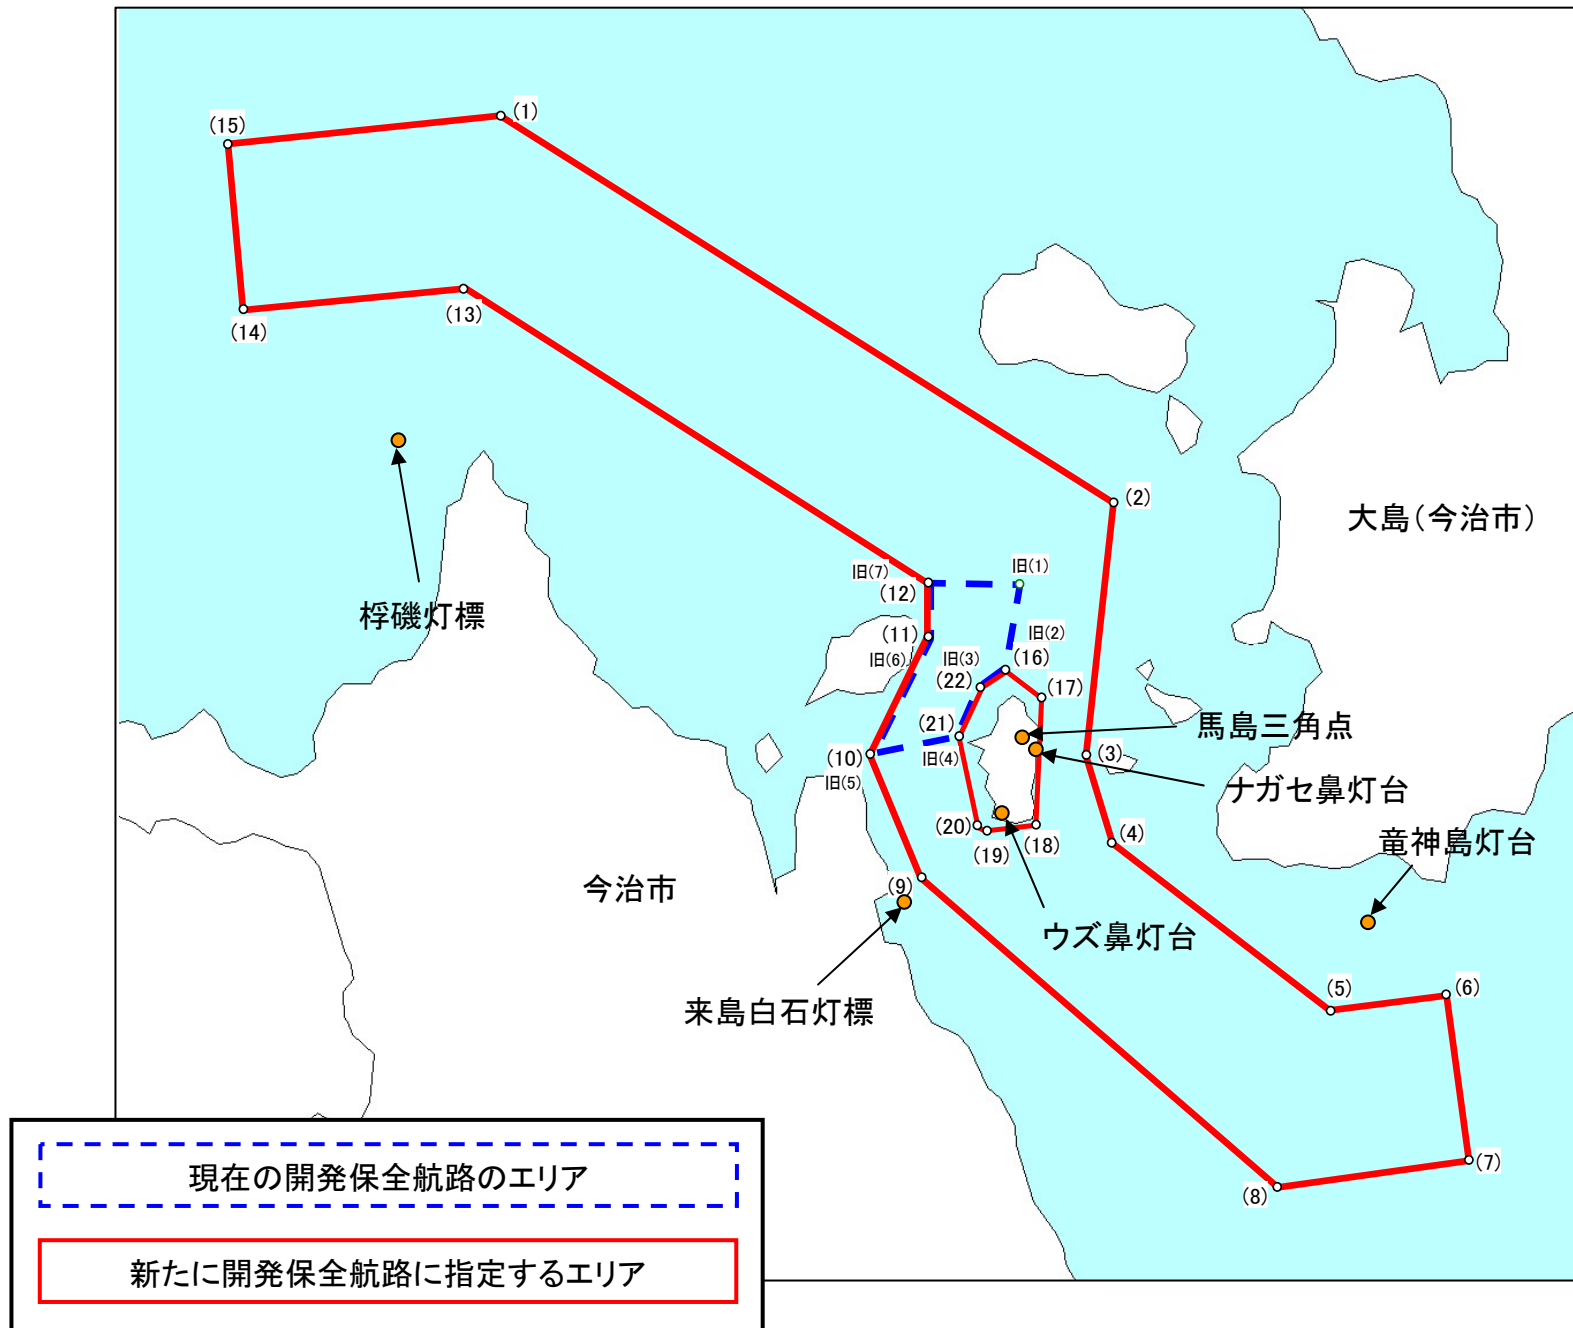 (1)
(15)
(14)
(13)
(2)
大島(今治市)
旧(7)
旧(1)
(12)
桴磯灯標
(11)
旧(2)
旧(6)
旧(3)
(16)
(22)
(17)
(21)
馬島三角点
(10)
旧(4)
(3)
旧(5)
ナガセ鼻灯台
(20)
(19)
(18)
(4)
竜神島灯台
今治市
(9)
ウズ鼻灯台
来島白石灯標
(5)
(6)
(7)
(8)
現在の開発保全航路のエリア
新たに開発保全航路に指定するエリア